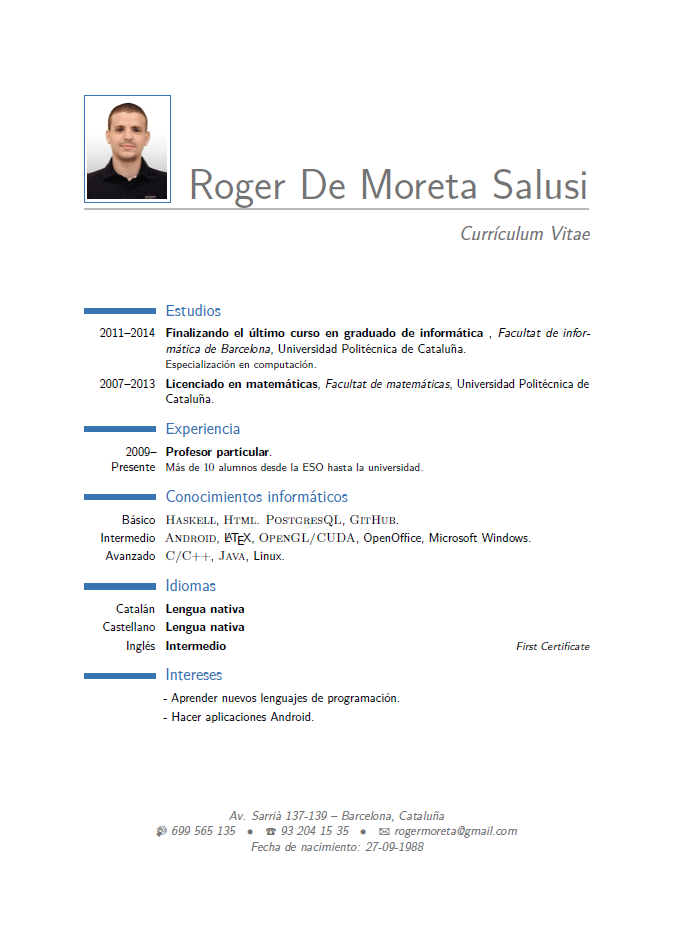 Roger De Moreta Salusi
Currículum Vitae
Estudios
2011–2014 Finalizando el último curso en graduado de informática , Facultat de infor-
mática de Barcelona, Universidad Politécnica de Cataluña.
Especialización en computación.
2007–2013 Licenciado en matemáticas, Facultat de matemáticas, Universidad Politécnica de
Cataluña.
Experiencia
2009– Profesor particular.
Presente Más de 10 alumnos desde la ESO hasta la universidad.
Conocimientos informáticos
Básico Haskell, Html. PostgresQL, GitHub.
Intermedio Android, LaTeX, OpenGL/CUDA, OpenOffice, Microsoft Windows.
Avanzado C/C++, Java, Linux.
Idiomas
Catalán Lengua nativa
Castellano Lengua nativa
Inglés Intermedio First Certificate
Intereses
- Aprender nuevos lenguajes de programación.
- Hacer aplicaciones Android.
Av. Sarrià 137-139 – Barcelona, Cataluña
699 565 135 • ☎ 93 204 15 35 • ✉ rogermoreta@gmail.com
Fecha de nacimiento: 27-09-1988